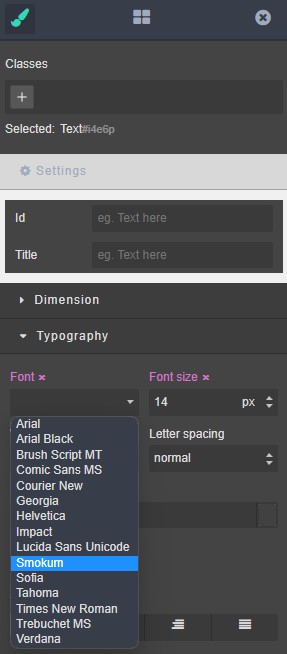 Classes
+
Selected: Text#i4e6p
Settings
Id eg. Text here
Title eg. Text here
Dimension
Typography
Font × Font size ×
14 px
Letter spacing
normal
Arial
Arial Black
Brush Script MT
Comic Sans MS
Courier New
Georgia
Helvetica
Impact
Lucida Sans Unicode
Smokum
Sofia
Tahoma
Times New Roman
Trebuchet MS
Verdana